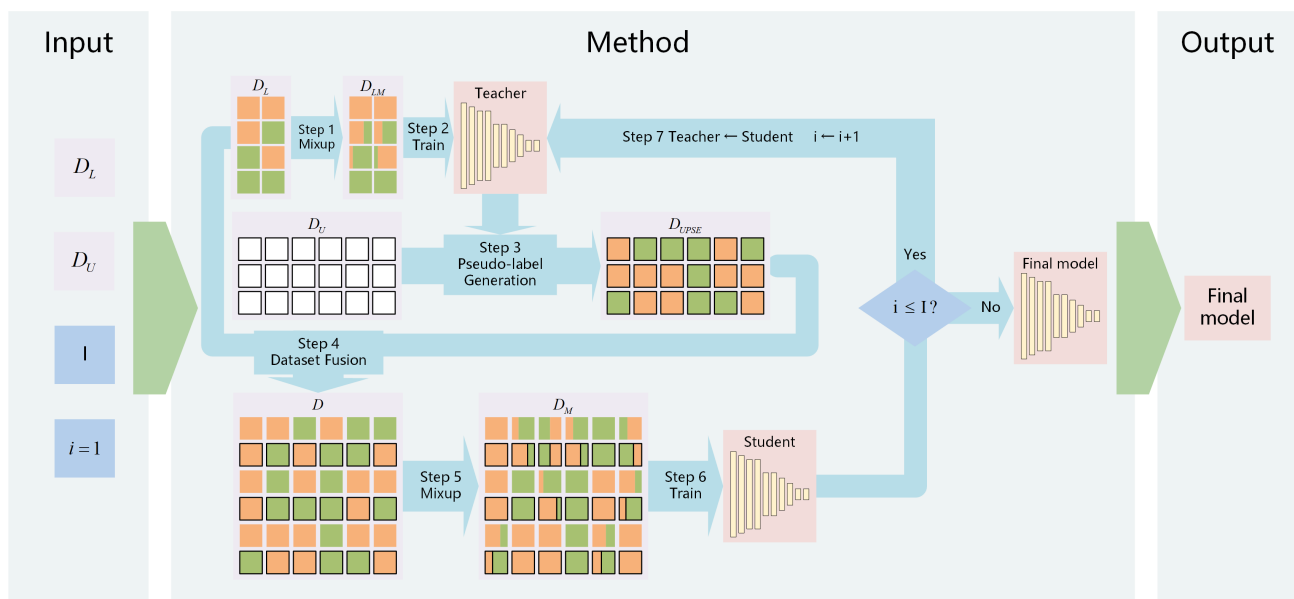 Input
Method
Output
D_L
D_U
I
i = 1
D_L
Step 1
Mixup
D_LM
Step 2
Train
Teacher
Step 7 Teacher ← Student i ← i+1
D_U
Step 3
Pseudo-label
Generation
D_UPSE
Step 4
Dataset Fusion
D
Step 5
Mixup
D_M
Step 6
Train
Student
Yes
i ≤ I ?
No
Final model
Final
model